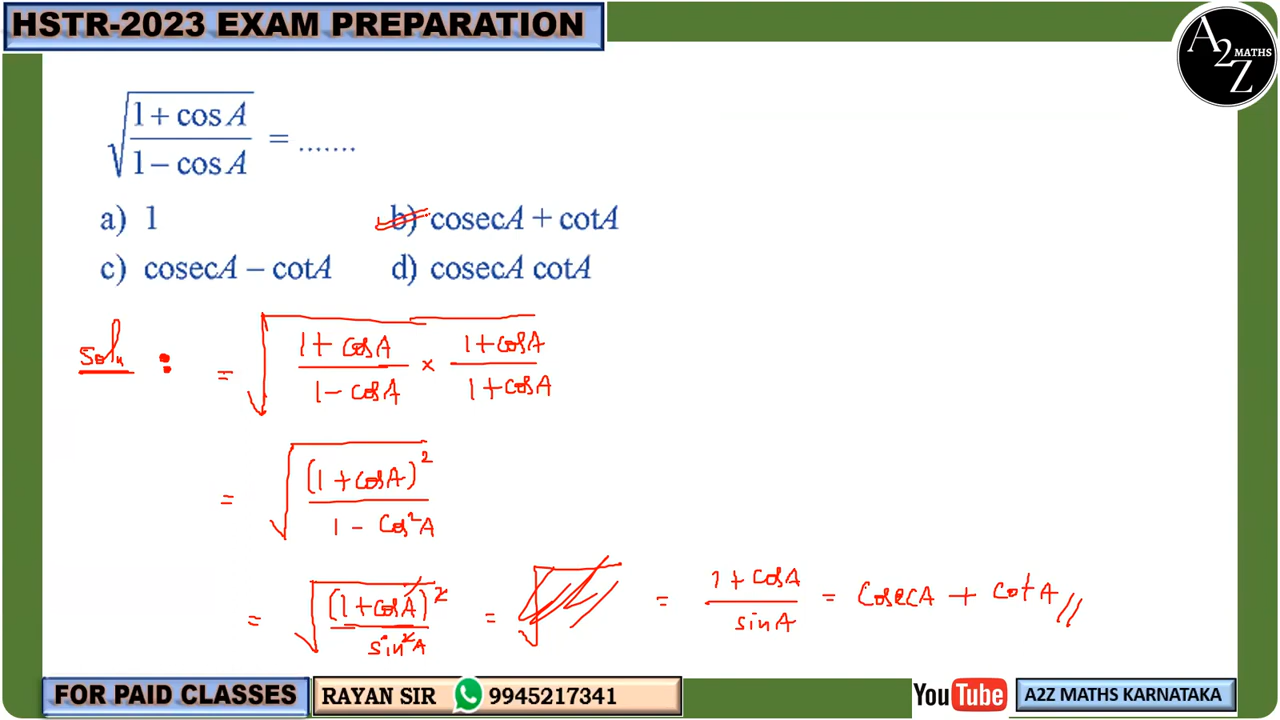 HSTR-2023 EXAM PREPARATION
A2Z MATHS
√((1 + cos A)/(1 − cos A)) = .......
a) 1 b) cosecA + cotA
c) cosecA − cotA d) cosecA cotA
Soln : = √((1 + cosA)/(1 − cosA) × (1 + cosA)/(1 + cosA))
= √((1 + cosA)²/(1 − cos²A))
= √((1 + cosA)²/sin²A) = √ = (1 + cosA)/sinA = cosecA + cotA //
FOR PAID CLASSES RAYAN SIR 9945217341 YouTube A2Z MATHS KARNATAKA